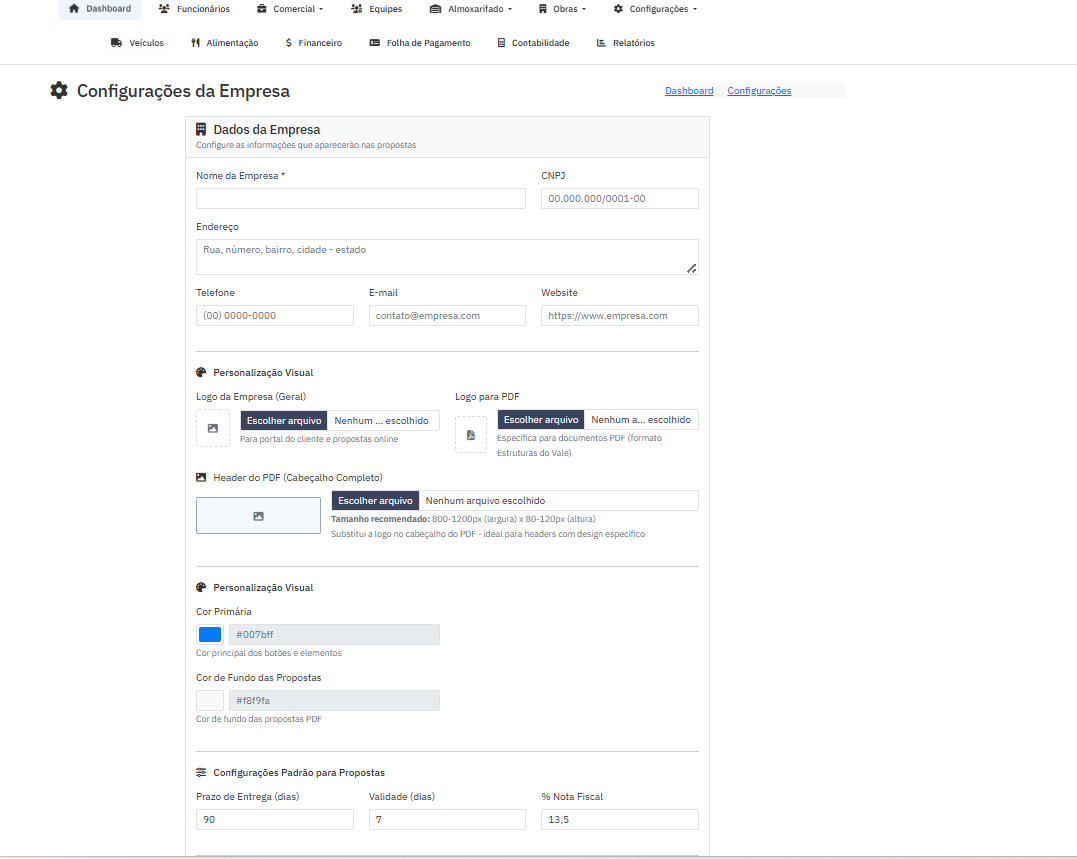 Dashboard Funcionários Comercial Equipes Almoxarifado Obras Configurações
Veículos Alimentação Financeiro Folha de Pagamento Contabilidade Relatórios
Configurações da Empresa
Dashboard Configurações
Dados da Empresa
Configure as informações que aparecerão nas propostas
Nome da Empresa * CNPJ
00.000.000/0001-00
Endereço
Rua, número, bairro, cidade - estado
Telefone E-mail Website
(00) 0000-0000 contato@empresa.com https://www.empresa.com
Personalização Visual
Logo da Empresa (Geral) Logo para PDF
Escolher arquivo Nenhum ... escolhido Escolher arquivo Nenhum a... escolhido
Para portal do cliente e propostas online Específica para documentos PDF (formato
Estruturas do Vale)
Header do PDF (Cabeçalho Completo)
Escolher arquivo Nenhum arquivo escolhido
Tamanho recomendado: 800-1200px (largura) x 80-120px (altura)
Substitui a logo no cabeçalho do PDF - ideal para headers com design específico
Personalização Visual
Cor Primária
#007bff
Cor principal dos botões e elementos
Cor de Fundo das Propostas
#f8f9fa
Cor de fundo das propostas PDF
Configurações Padrão para Propostas
Prazo de Entrega (dias) Validade (dias) % Nota Fiscal
90 7 13,5